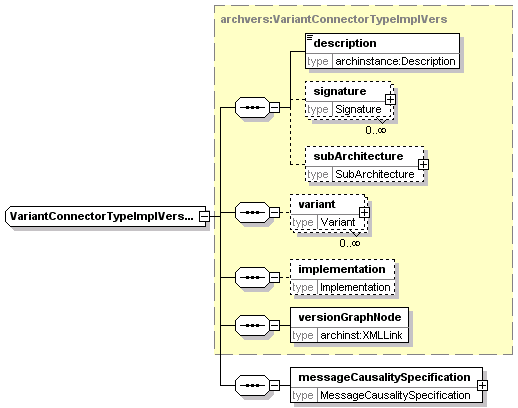 archvers:VariantConnectorTypeImplVers
description
type archinstance:Description
signature
type Signature
0..∞
subArchitecture
type SubArchitecture
VariantConnectorTypeImplVers...
variant
type Variant
0..∞
implementation
type Implementation
versionGraphNode
type archinst:XMLLink
messageCausalitySpecification
type MessageCausalitySpecification